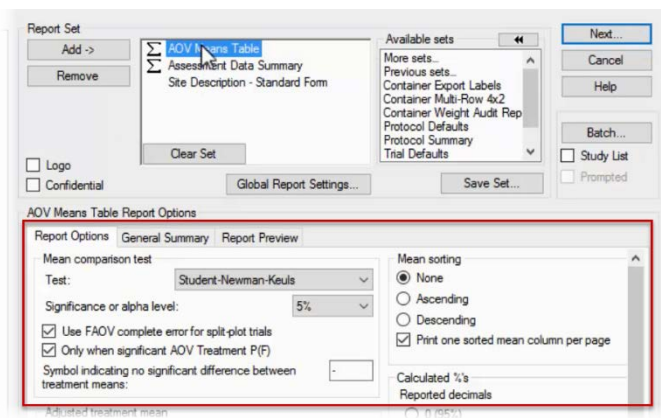 Report Set
Add ->
Remove
Σ AOV Means Table
Σ Assessment Data Summary
Site Description - Standard Form
Clear Set
Logo
Confidential
Global Report Settings...
Available sets
More sets...
Previous sets...
Container Export Labels
Container Multi-Row 4x2
Container Weight Audit Rep
Protocol Defaults
Protocol Summary
Trial Defaults
Save Set...
Next...
Cancel
Help
Batch...
Study List
Prompted
AOV Means Table Report Options
Report Options General Summary Report Preview
Mean comparison test
Test: Student-Newman-Keuls
Significance or alpha level: 5%
Use FAOV complete error for split-plot trials
Only when significant AOV Treatment P(F)
Symbol indicating no significant difference between -
treatment means:
Adjusted treatment mean
Mean sorting
None
Ascending
Descending
Print one sorted mean column per page
Calculated %'s
Reported decimals
0 (95%)